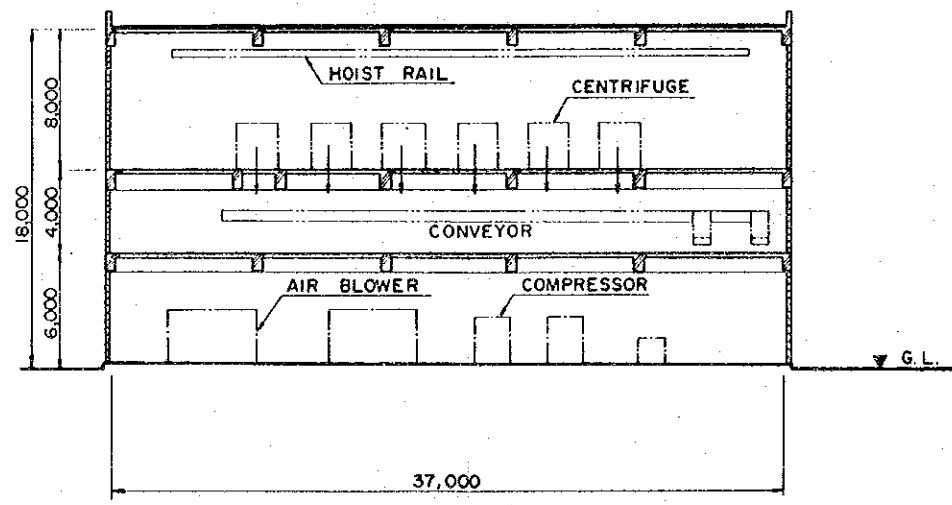 HOIST RAIL
CENTRIFUGE
8,000
18,000
4,000
CONVEYOR
AIR BLOWER
COMPRESSOR
6,000
G.L.
37,000